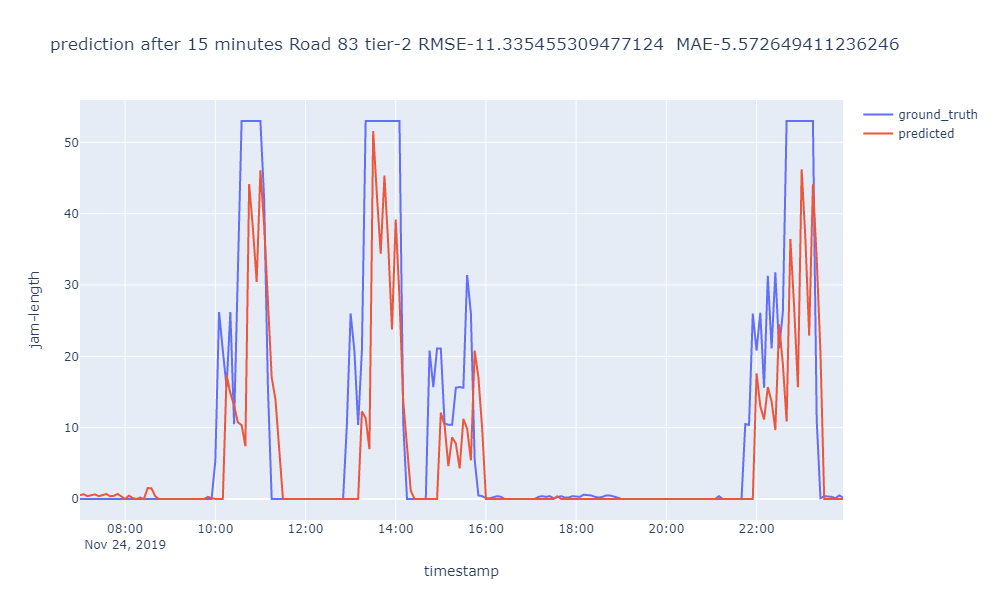 prediction after 15 minutes Road 83 tier-2 RMSE-11.335455309477124  MAE-5.572649411236246
ground_truth
predicted
50
40
30
20
10
0
jam-length
08:00 10:00 12:00 14:00 16:00 18:00 20:00 22:00
Nov 24, 2019
timestamp